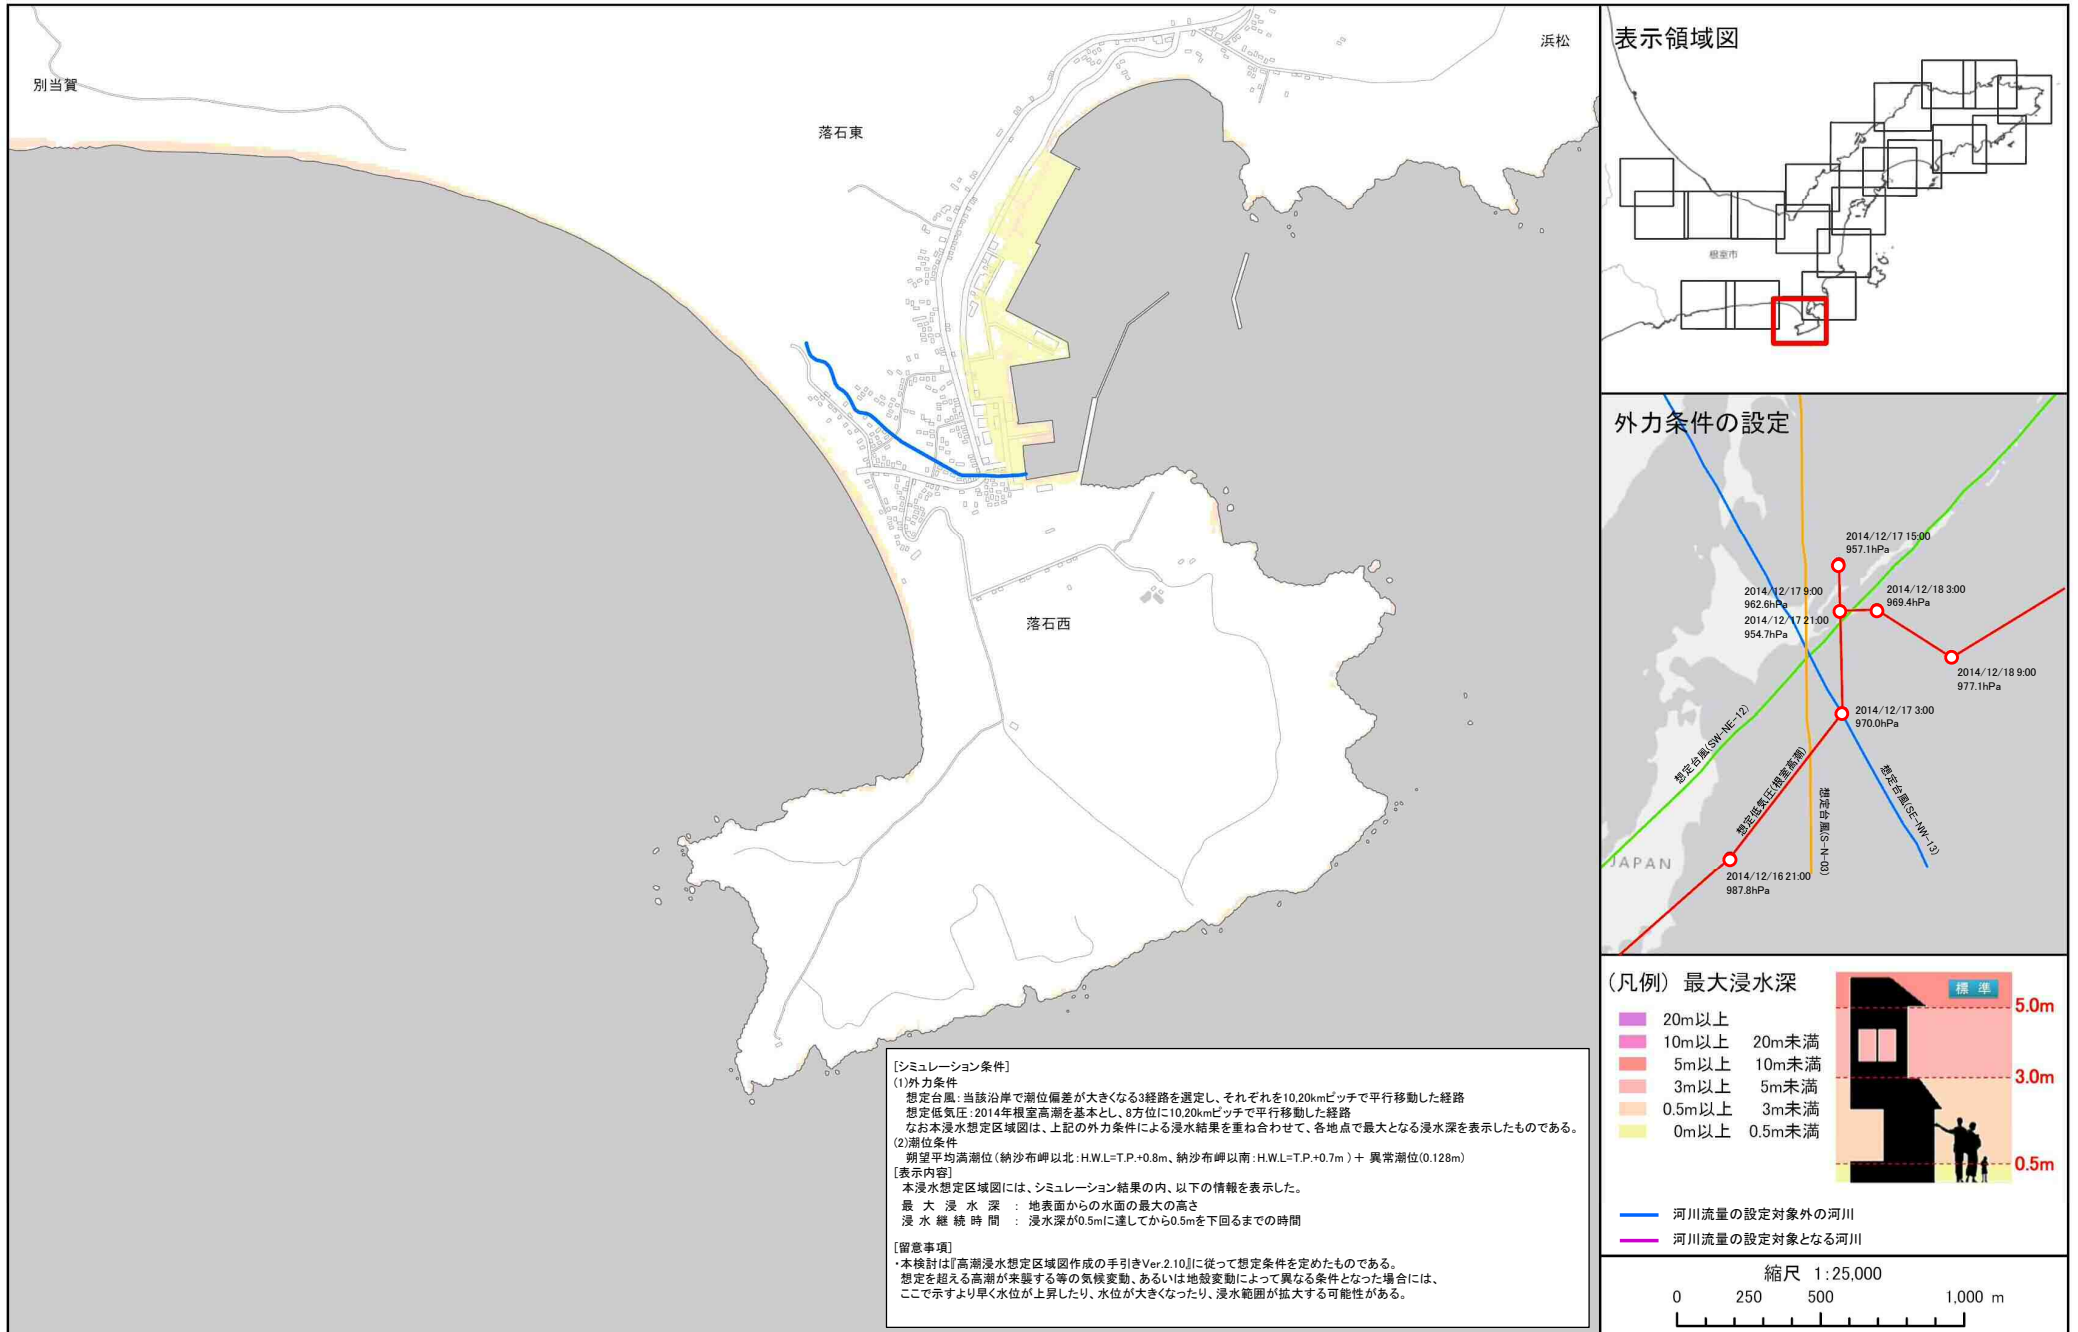 別当賀
落石東
浜松
落石西
[シミュレーション条件]
(1)外力条件
想定台風：当該沿岸で潮位偏差が大きくなる3経路を選定し、それぞれを10,20kmピッチで平行移動した経路
想定低気圧：2014年根室高潮を基本とし、8方位に10,20kmピッチで平行移動した経路
なお本浸水想定区域図は、上記の外力条件による浸水結果を重ね合わせて、各地点で最大となる浸水深を表示したものである。
(2)潮位条件
朔望平均満潮位（納沙布岬以北：H.W.L=T.P.+0.8m、納沙布岬以南：H.W.L=T.P.+0.7m ）＋ 異常潮位(0.128m)
[表示内容]
本浸水想定区域図には、シミュレーション結果の内、以下の情報を表示した。
最 大 浸 水 深 ： 地表面からの水面の最大の高さ
浸 水 継 続 時 間 ： 浸水深が0.5mに達してから0.5mを下回るまでの時間
[留意事項]
・本検討は『高潮浸水想定区域図作成の手引きVer.2.10』に従って想定条件を定めたものである。
想定を超える高潮が来襲する等の気候変動、あるいは地殻変動によって異なる条件となった場合には、
ここで示すより早く水位が上昇したり、水位が大きくなったり、浸水範囲が拡大する可能性がある。
表示領域図
根室市
外力条件の設定
2014/12/17 15:00
957.1hPa
2014/12/17 9:00
962.6hPa
2014/12/17 21:00
954.7hPa
2014/12/18 3:00
969.4hPa
2014/12/18 9:00
977.1hPa
2014/12/17 3:00
970.0hPa
想定台風(SW-NE-12)
想定低気圧(根室高潮)
想定台風(S-N-03)
想定台風(SE-NW-13)
JAPAN
2014/12/16 21:00
987.8hPa
(凡例) 最大浸水深
標 準
20m以上
10m以上 20m未満
5m以上 10m未満
3m以上 5m未満
0.5m以上 3m未満
0m以上 0.5m未満
5.0m
3.0m
0.5m
河川流量の設定対象外の河川
河川流量の設定対象となる河川
縮尺 1:25,000
0 250 500 1,000 m